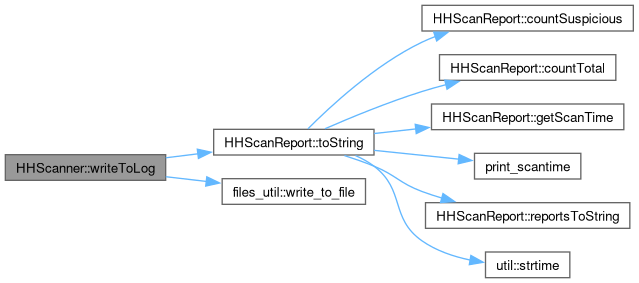 HHScanner::writeToLog
HHScanReport::toString
files_util::write_to_file
HHScanReport::countSuspicious
HHScanReport::countTotal
HHScanReport::getScanTime
print_scantime
HHScanReport::reportsToString
util::strtime